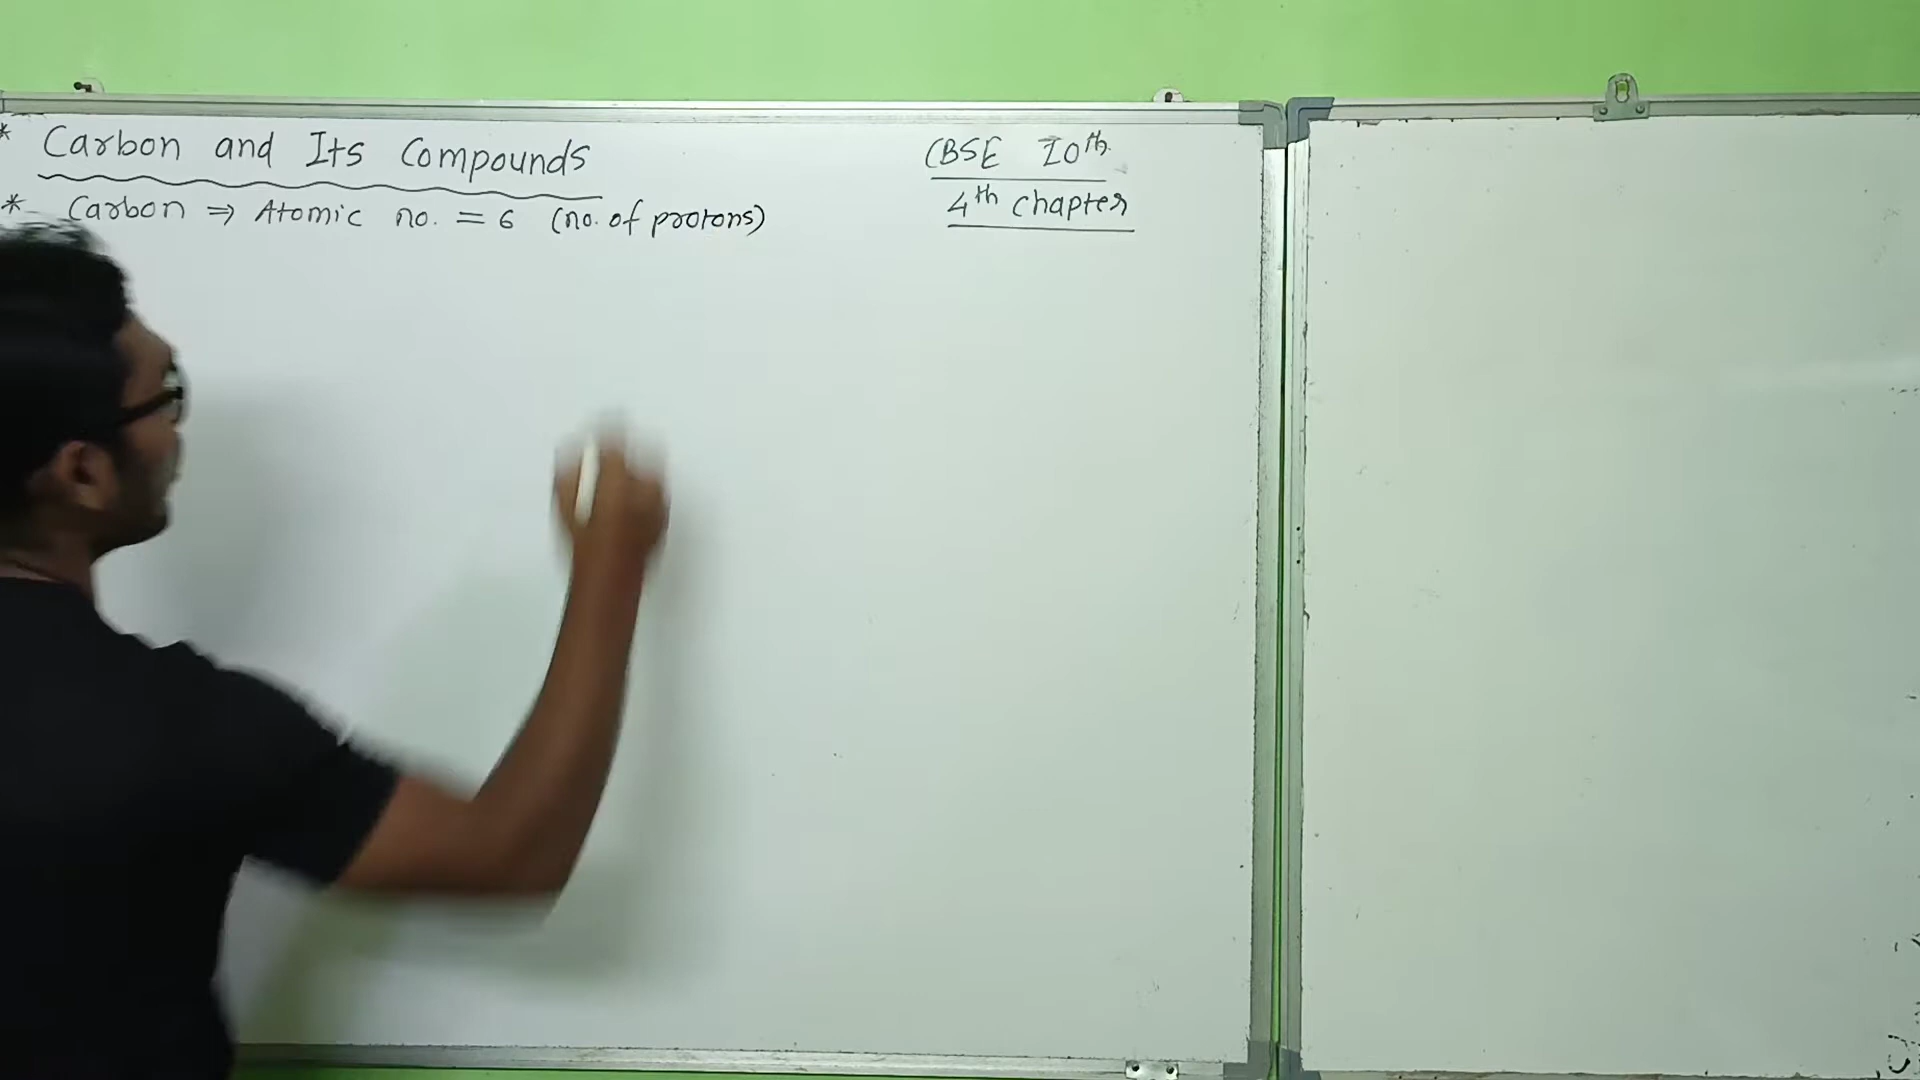 * Carbon and Its Compounds
CBSE 10th
4th chapter
* Carbon ⇒ Atomic no. = 6 (no. of protons)